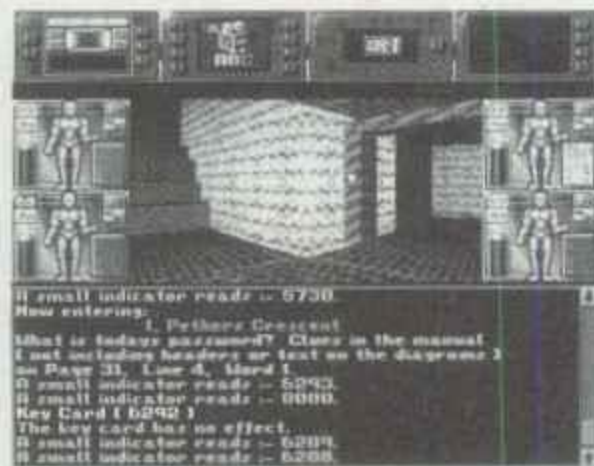 A small indicator reads :- 5730.
Now entering:
1, Pethers Crescent
What is todays password? Clues in the manual
( not including headers or text on the diagrams )
on Page 31, Line 4, Word 1
A small indicator reads :- 6293.
A small indicator reads :- 0000.
Key Card ( 6292 )
The key card has no effect.
A small indicator reads :- 6289.
A small indicator reads :- 6288.